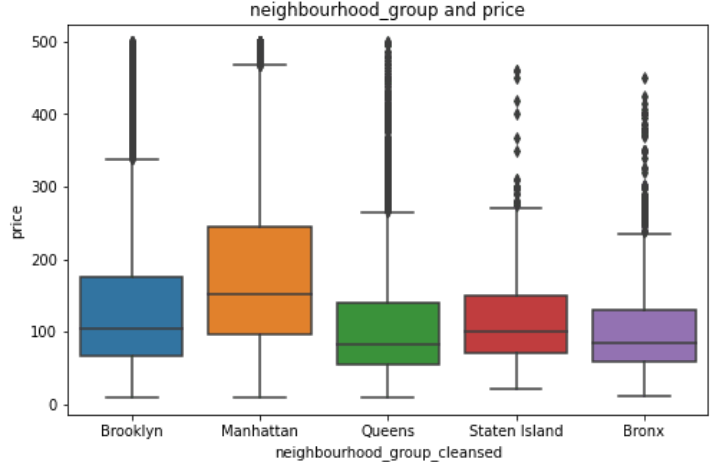 neighbourhood_group and price
500
400
300
200
100
0
price
Brooklyn Manhattan Queens Staten Island Bronx
neighbourhood_group_cleansed